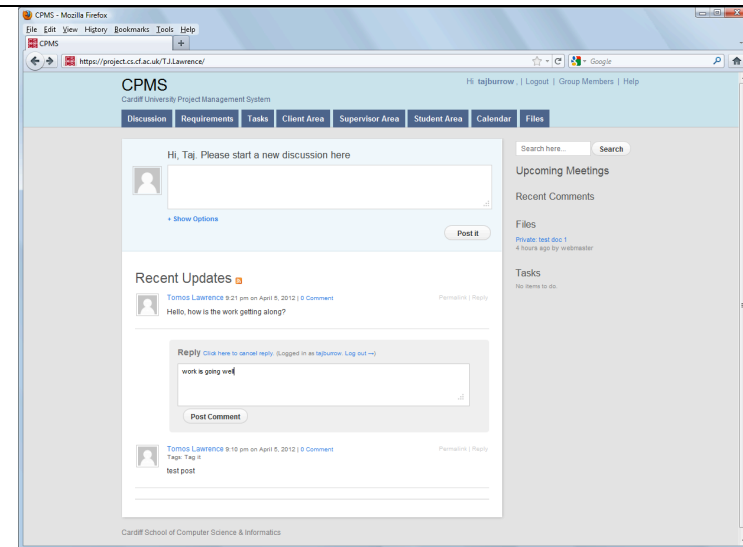 CPMS - Mozilla Firefox
File Edit View History Bookmarks Tools Help
CPMS
https://project.cs.cf.ac.uk/T.J.Lawrence/
Google
CPMS
Hi tajburrow , | Logout | Group Members | Help
Cardiff University Project Management System
Discussion Requirements Tasks Client Area Supervisor Area Student Area Calendar Files
Hi, Taj. Please start a new discussion here
+ Show Options
Post it
Search here... Search
Upcoming Meetings
Recent Comments
Files
Private: test doc 1
4 hours ago by webmaster
Tasks
No items to do.
Recent Updates
Tomos Lawrence 9:21 pm on April 5, 2012 | 0 Comment
Permalink | Reply
Hello, how is the work getting along?
Reply Click here to cancel reply. (Logged in as tajburrow. Log out →)
work is going well
Post Comment
Tomos Lawrence 9:10 pm on April 5, 2012 | 0 Comment
Permalink | Reply
Tags: Tag it
test post
Cardiff School of Computer Science & Informatics